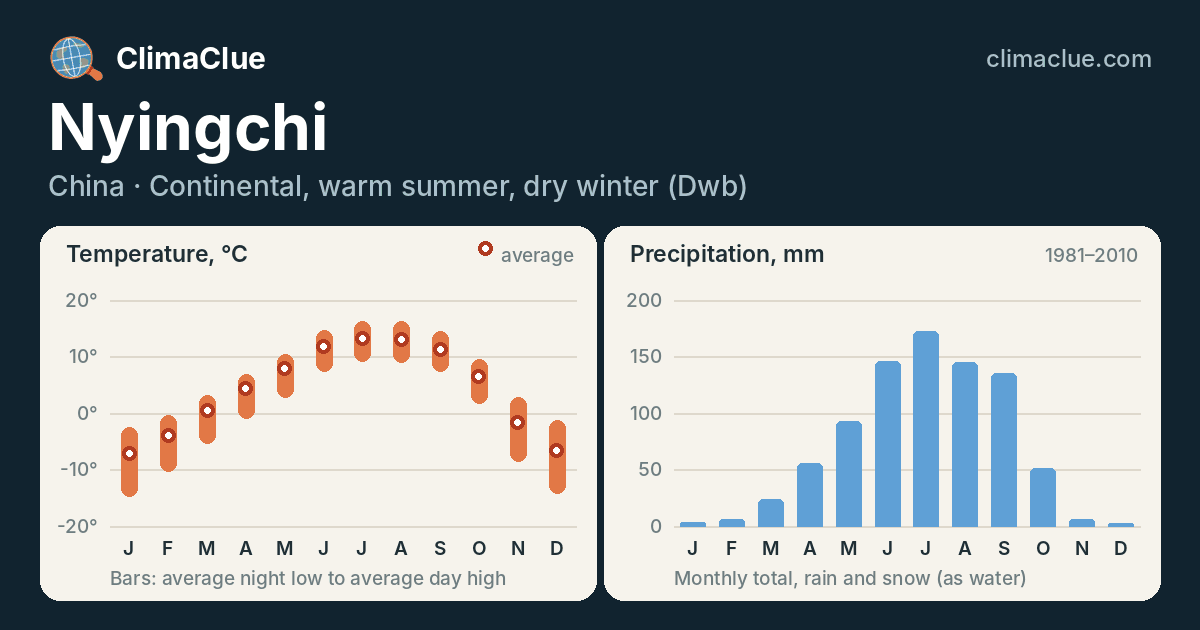 ClimaClue
climaclue.com
Nyingchi
China · Continental, warm summer, dry winter (Dwb)
Temperature, °C
average
20°
10°
0°
-10°
-20°
J F M A M J J A S O N D
Bars: average night low to average day high
Precipitation, mm
1981–2010
200
150
100
50
0
J F M A M J J A S O N D
Monthly total, rain and snow (as water)